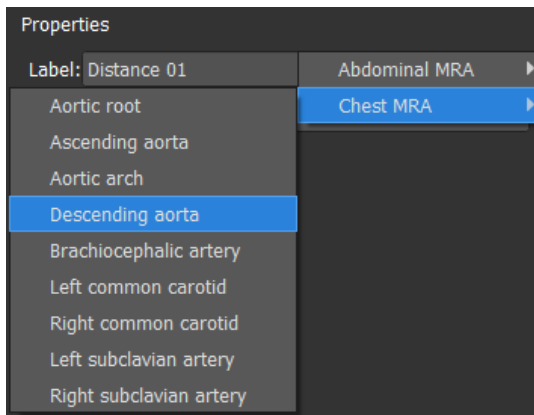 Properties
Label: Distance 01
Abdominal MRA
Chest MRA
Aortic root
Ascending aorta
Aortic arch
Descending aorta
Brachiocephalic artery
Left common carotid
Right common carotid
Left subclavian artery
Right subclavian artery